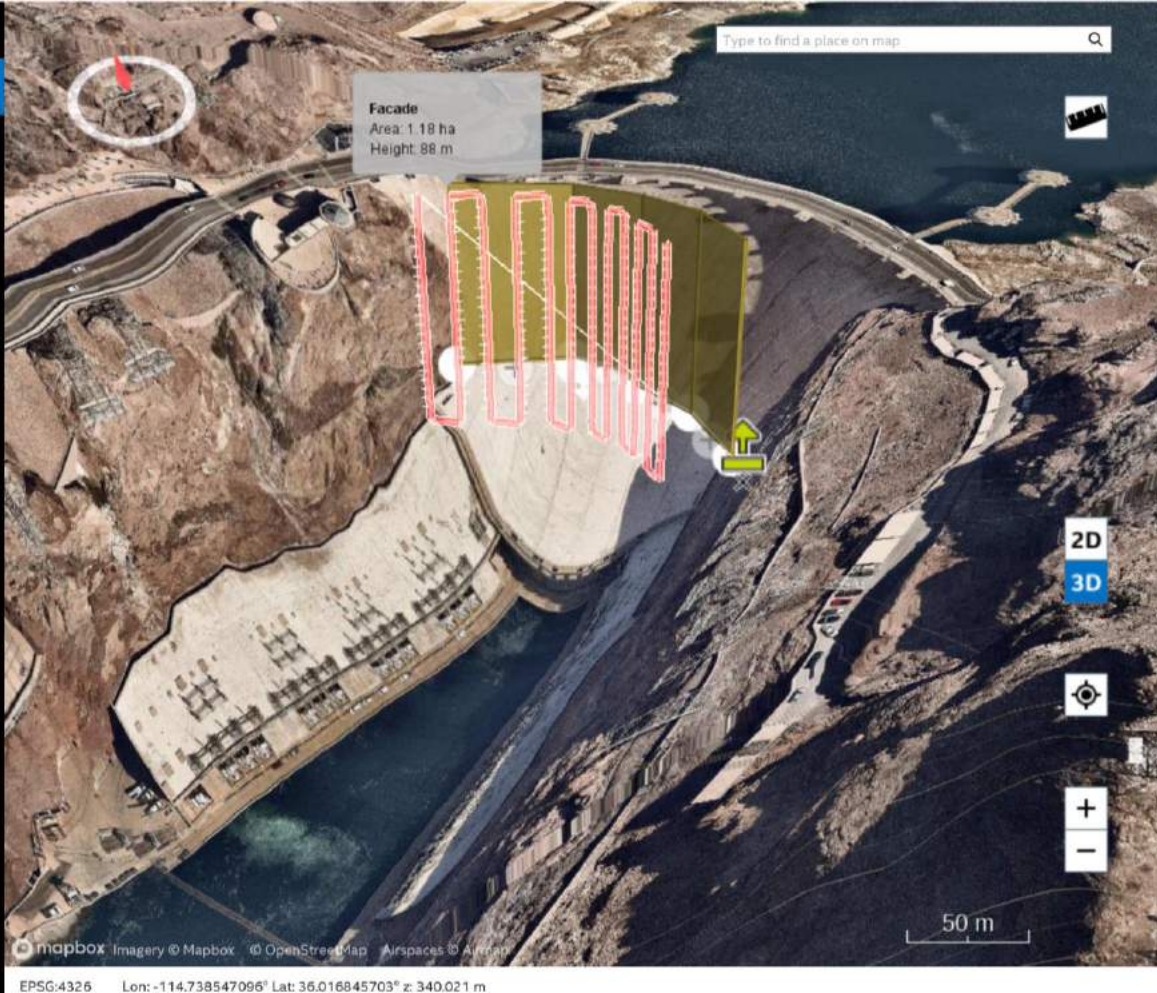 Type to find a place on map
Facade
Area: 1.18 ha
Height: 88 m
2D
3D
+
−
50 m
mapbox Imagery © Mapbox © OpenStreetMap Airspaces © Airmap
EPSG:4326 Lon: -114.738547096° Lat: 36.016845703° z: 340.021 m